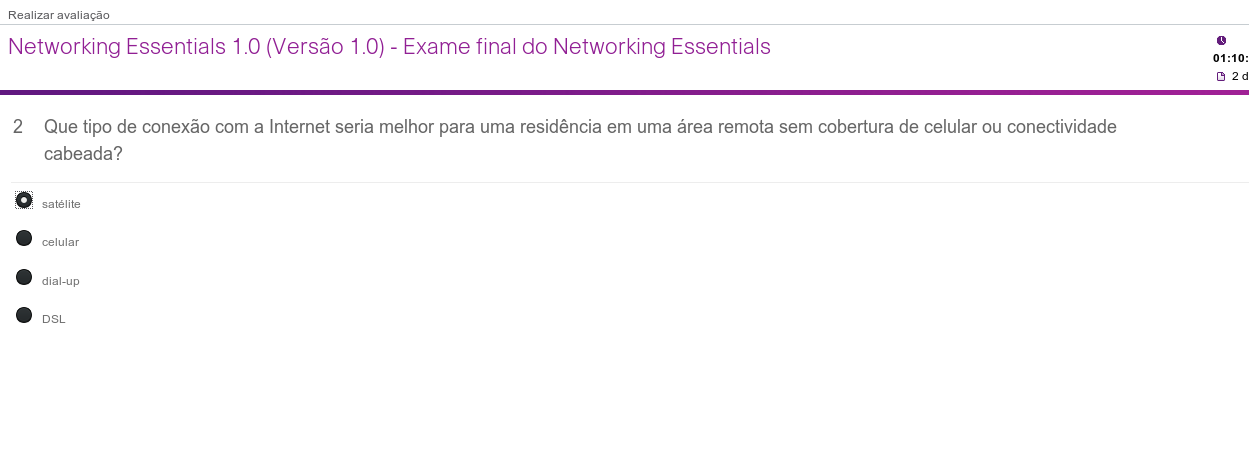 Realizar avaliação
Networking Essentials 1.0 (Versão 1.0) - Exame final do Networking Essentials
01:10:
2 d
2 Que tipo de conexão com a Internet seria melhor para uma residência em uma área remota sem cobertura de celular ou conectividade
cabeada?
satélite
celular
dial-up
DSL